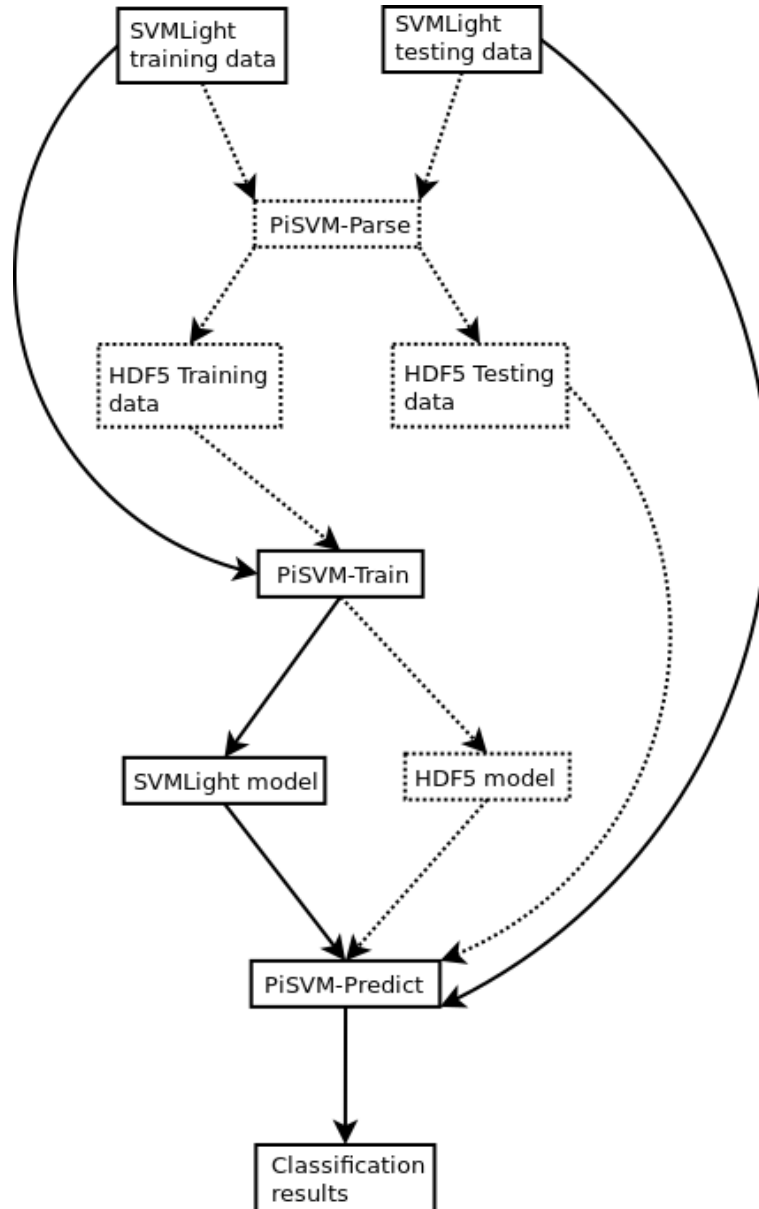 SVMLight
training data
SVMLight
testing data
PiSVM-Parse
HDF5 Training
data
HDF5 Testing
data
PiSVM-Train
SVMLight model
HDF5 model
PiSVM-Predict
Classification
results